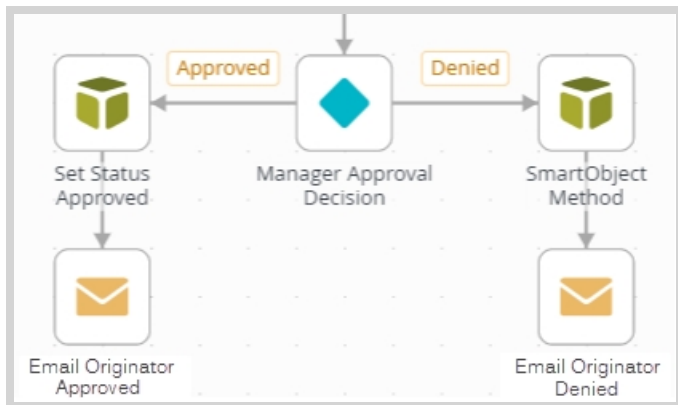 Approved
Denied
Set Status
Approved
Manager Approval
Decision
SmartObject
Method
Email Originator
Approved
Email Originator
Denied